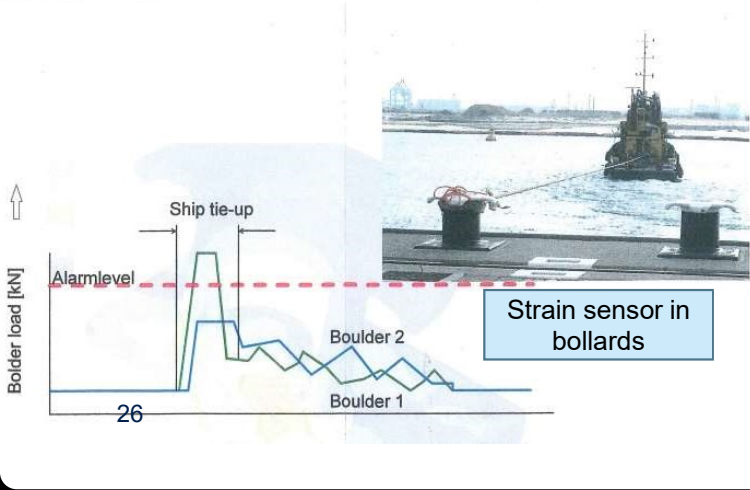 Ship tie-up
Alarmlevel
Bolder load [kN]
Strain sensor in
bollards
Boulder 2
Boulder 1
26